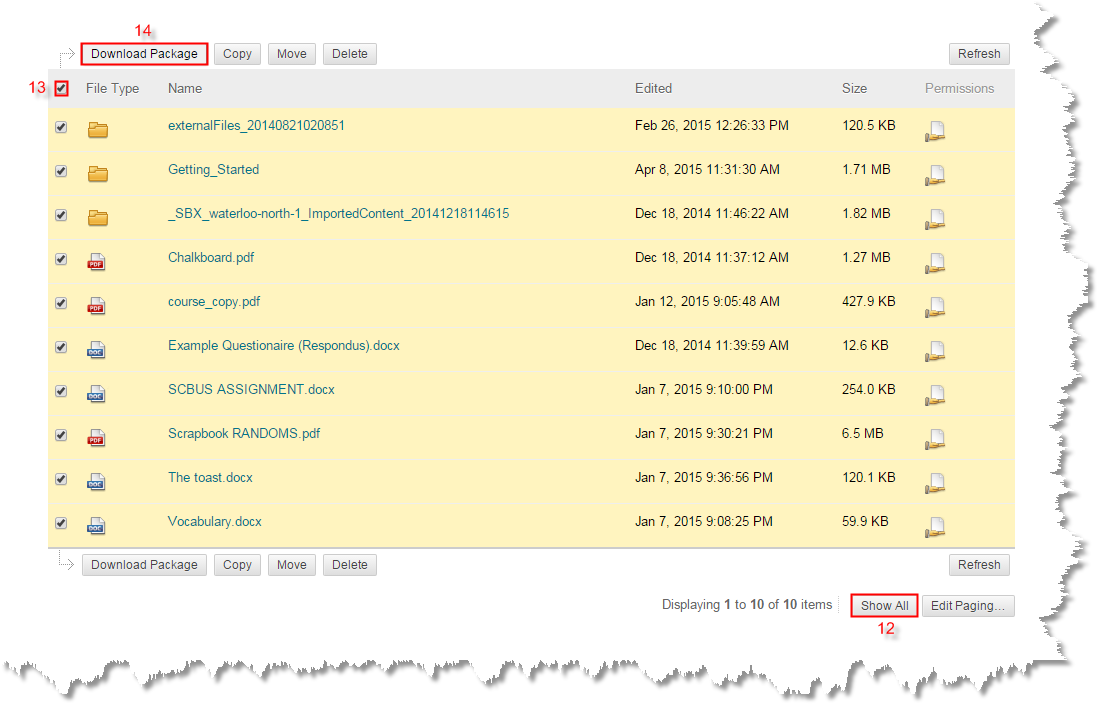 14
Download Package Copy Move Delete Refresh
13 File Type Name Edited Size Permissions
externalFiles_20140821020851 Feb 26, 2015 12:26:33 PM 120.5 KB
Getting_Started Apr 8, 2015 11:31:30 AM 1.71 MB
_SBX_waterloo-north-1_ImportedContent_20141218114615 Dec 18, 2014 11:46:22 AM 1.82 MB
PDF Chalkboard.pdf Dec 18, 2014 11:37:12 AM 1.27 MB
PDF course_copy.pdf Jan 12, 2015 9:05:48 AM 427.9 KB
DOC Example Questionaire (Respondus).docx Dec 18, 2014 11:39:59 AM 12.6 KB
DOC SCBUS ASSIGNMENT.docx Jan 7, 2015 9:10:00 PM 254.0 KB
PDF Scrapbook RANDOMS.pdf Jan 7, 2015 9:30:21 PM 6.5 MB
DOC The toast.docx Jan 7, 2015 9:36:56 PM 120.1 KB
DOC Vocabulary.docx Jan 7, 2015 9:08:25 PM 59.9 KB
Download Package Copy Move Delete Refresh
Displaying 1 to 10 of 10 items Show All Edit Paging...
12